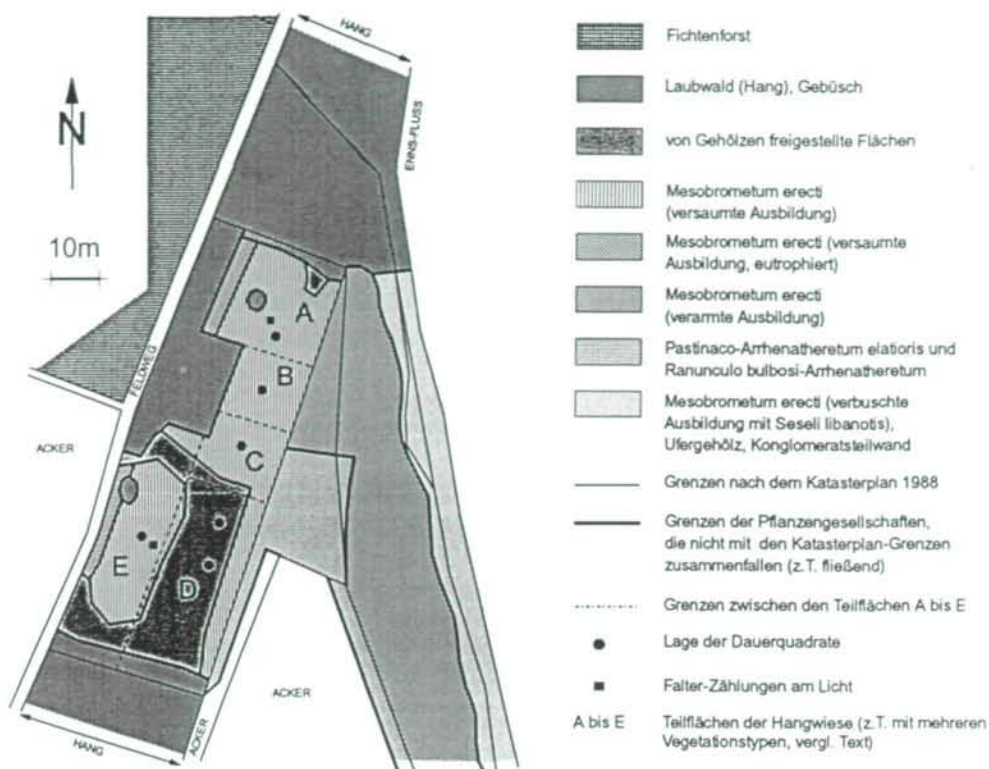 HANG
N
10m
ENNS-FLUSS
FELDWEG
A
B
C
D
E
ACKER
ACKER
ACKER
HANG
Fichtenforst
Laubwald (Hang), Gebüsch
von Gehölzen freigestellte Flächen
Mesobrometum erecti
(versaumte Ausbildung)
Mesobrometum erecti (versaumte
Ausbildung, eutrophiert)
Mesobrometum erecti
(verarmte Ausbildung)
Pastinaco-Arrhenatheretum elatioris und
Ranunculo bulbosi-Arrhenatheretum
Mesobrometum erecti (verbuschte
Ausbildung mit Seseli libanotis),
Ufergehölz, Konglomeratsteilwand
Grenzen nach dem Katasterplan 1988
Grenzen der Pflanzengesellschaften,
die nicht mit den Katasterplan-Grenzen
zusammenfallen (z.T. fließend)
Grenzen zwischen den Teilflächen A bis E
Lage der Dauerquadrate
Falter-Zählungen am Licht
A bis E Teilflächen der Hangwiese (z.T. mit mehreren
Vegetationstypen, vergl. Text)